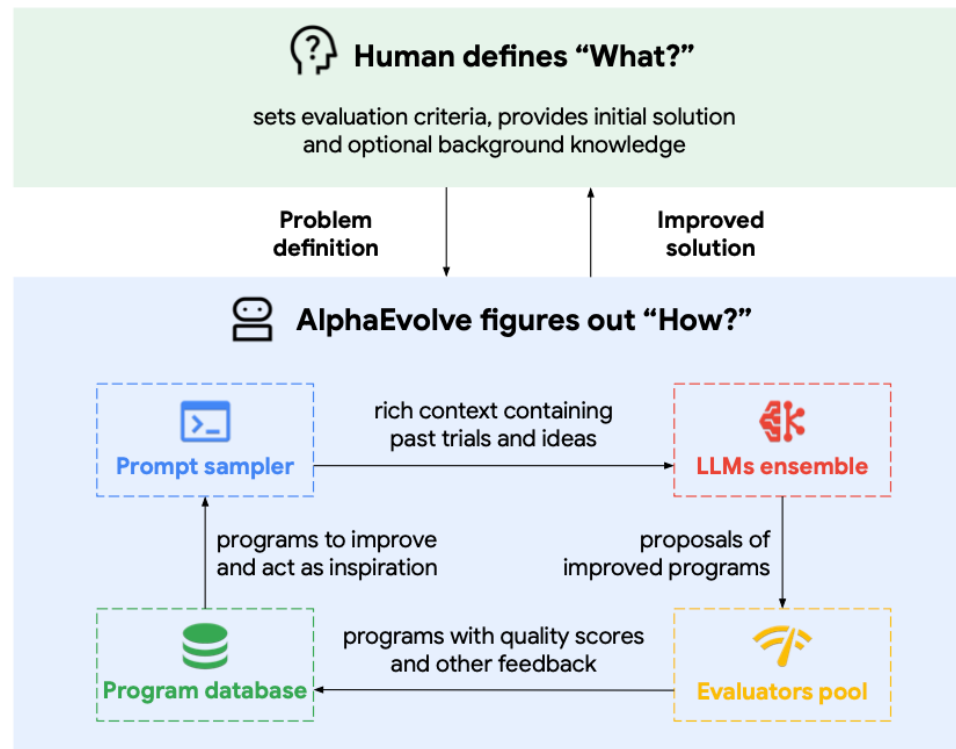 Human defines “What?”
sets evaluation criteria, provides initial solution
and optional background knowledge
Problem
definition
Improved
solution
AlphaEvolve figures out “How?”
Prompt sampler
rich context containing
past trials and ideas
LLMs ensemble
programs to improve
and act as inspiration
proposals of
improved programs
Program database
programs with quality scores
and other feedback
Evaluators pool